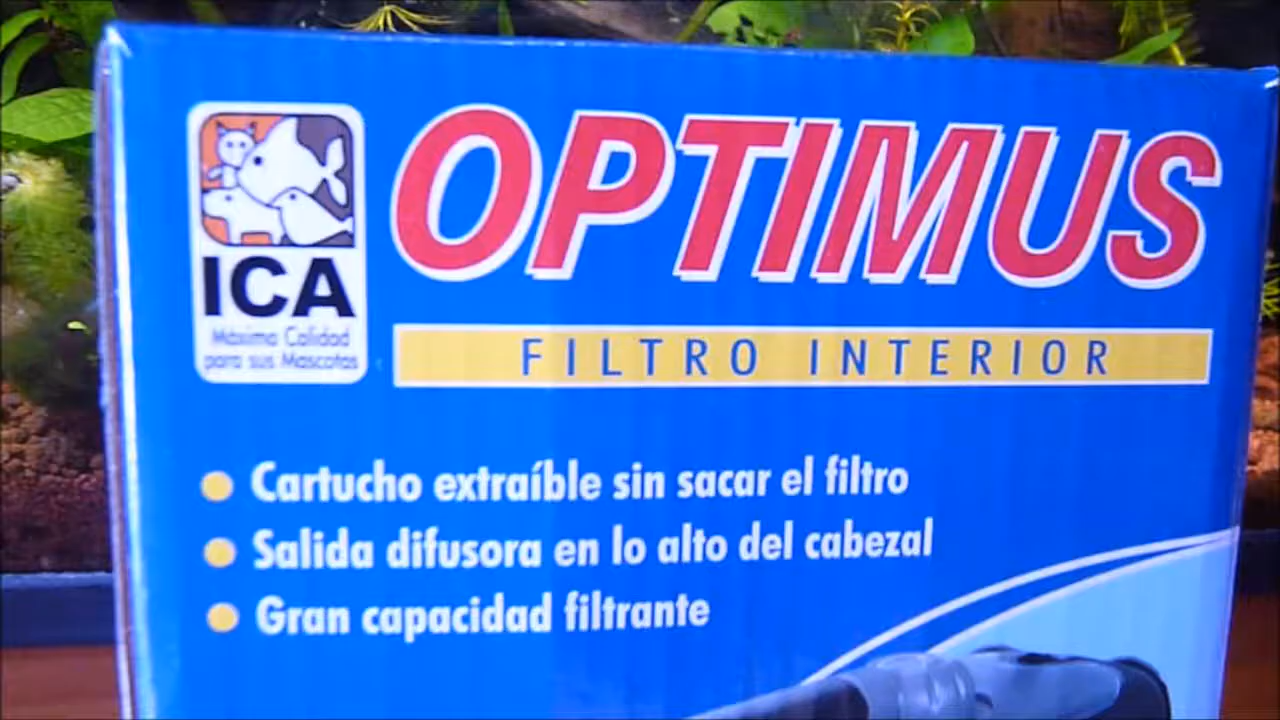 OPTIMUS
ICA
Máxima Calidad
para sus Mascotas
FILTRO INTERIOR
Cartucho extraíble sin sacar el filtro
Salida difusora en lo alto del cabezal
Gran capacidad filtrante